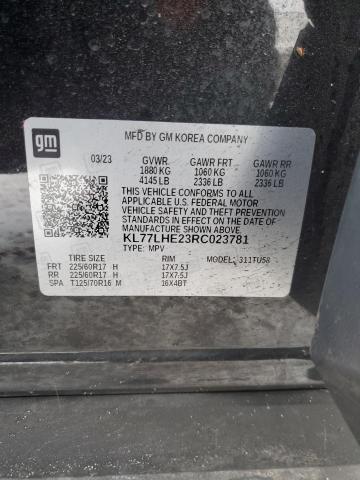 gm
MFD BY GM KOREA COMPANY
03/23 GVWR GAWR FRT GAWR RR
1880 KG 1060 KG 1060 KG
4145 LB 2336 LB 2336 LB
THIS VEHICLE CONFORMS TO ALL
APPLICABLE U.S. FEDERAL MOTOR
VEHICLE SAFETY AND THEFT PREVENTION
STANDARDS IN EFFECT ON THE DATE OF
MANUFACTURE SHOWN ABOVE.
KL77LHE23RC023781
TYPE: MPV MODEL: 311TU58
TIRE SIZE RIM
FRT 225/60R17 H 17X7.5J
RR 225/60R17 H 17X7.5J
SPA T125/70R16 M 16X4BT